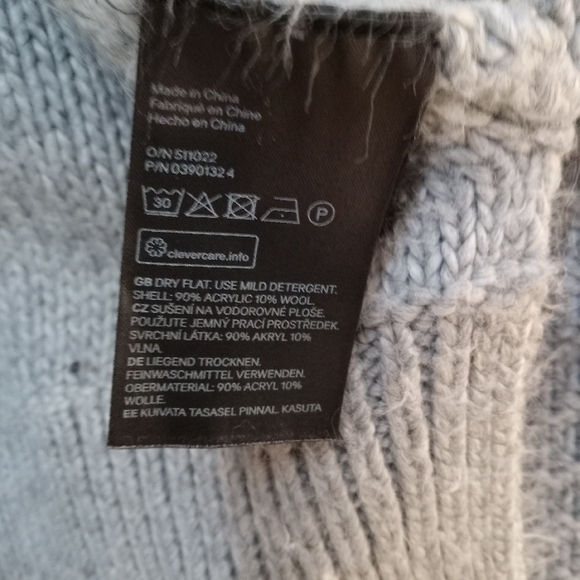 Made in China
Fabriqué en Chine
Hecho en China
O/N 511022
P/N 0390132 4
30
P
clevercare.info
GB DRY FLAT. USE MILD DETERGENT.
SHELL: 90% ACRYLIC 10% WOOL.
CZ SUŠENÍ NA VODOROVNÉ PLOŠE.
POUŽIJTE JEMNÝ PRACÍ PROSTŘEDEK.
SVRCHNÍ LÁTKA: 90% AKRYL 10%
VLNA.
DE LIEGEND TROCKNEN.
FEINWASCHMITTEL VERWENDEN.
OBERMATERIAL: 90% ACRYL 10%
WOLLE.
EE KUIVATA TASASEL PINNAL. KASUTA